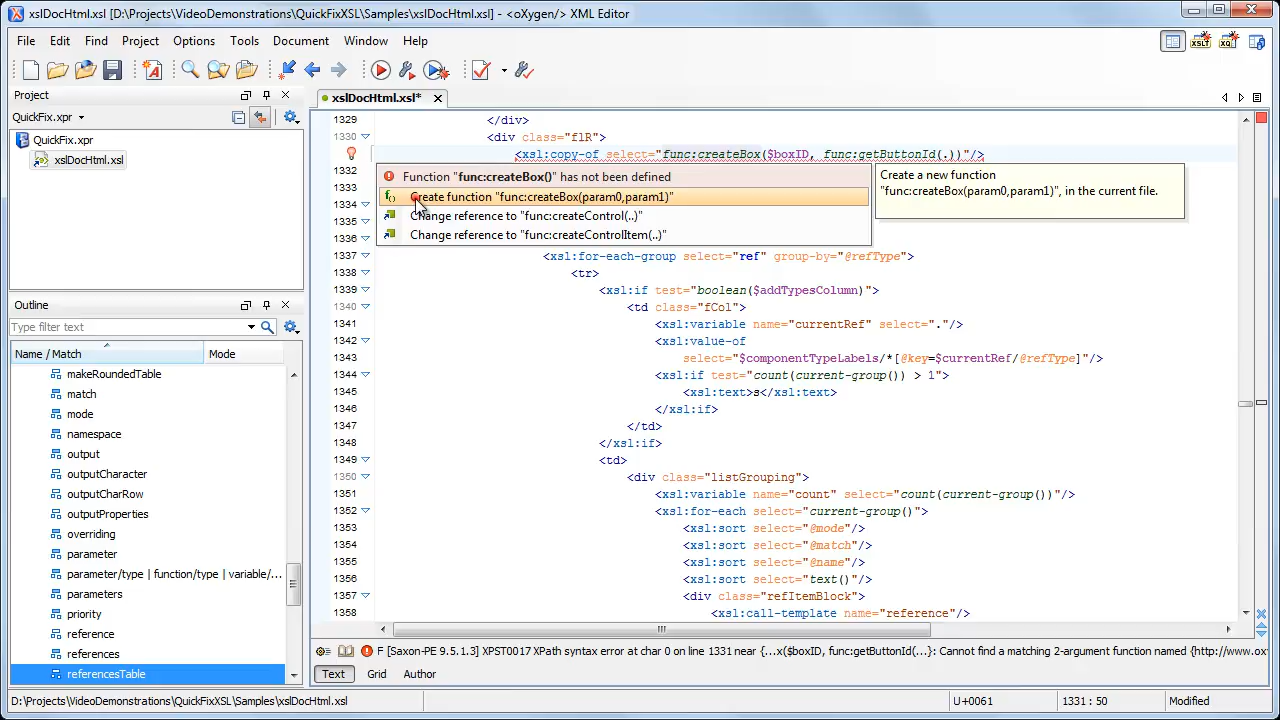 xslDocHtml.xsl [D:\Projects\VideoDemonstrations\QuickFixXSL\Samples\xslDocHtml.xsl] - <oXygen/> XML Editor
File Edit Find Project Options Tools Document Window Help
Project
QuickFix.xpr
QuickFix.xpr
xslDocHtml.xsl
Outline
Type filter text
Name / Match Mode
makeRoundedTable
match
mode
namespace
output
outputCharacter
outputCharRow
outputProperties
overriding
parameter
parameter/type | function/type | variable/...
parameters
priority
reference
references
referencesTable
xslDocHtml.xsl*
1329 </div>
1330 <div class="flR">
<xsl:copy-of select="func:createBox($boxID, func:getButtonId(.))"/>
1332
1333
1334
1335
1336
Function "func:createBox()" has not been defined
Create function "func:createBox(param0,param1)"
Change reference to "func:createControl(..)"
Change reference to "func:createControlItem(..)"
Create a new function
"func:createBox(param0,param1)", in the current file.
1337 <xsl:for-each-group select="ref" group-by="@refType">
1338 <tr>
1339 <xsl:if test="boolean($addTypesColumn)">
1340 <td class="fCol">
1341 <xsl:variable name="currentRef" select="."/>
1342 <xsl:value-of
1343 select="$componentTypeLabels/*[@key=$currentRef/@refType]"/>
1344 <xsl:if test="count(current-group()) > 1">
1345 <xsl:text>s</xsl:text>
1346 </xsl:if>
1347 </td>
1348 </xsl:if>
1349 <td>
1350 <div class="listGrouping">
1351 <xsl:variable name="count" select="count(current-group())"/>
1352 <xsl:for-each select="current-group()">
1353 <xsl:sort select="@mode"/>
1354 <xsl:sort select="@match"/>
1355 <xsl:sort select="@name"/>
1356 <xsl:sort select="text()"/>
1357 <div class="refItemBlock">
1358 <xsl:call-template name="reference"/>
F [Saxon-PE 9.5.1.3] XPST0017 XPath syntax error at char 0 on line 1331 near {...x($boxID, func:getButtonId(...}: Cannot find a matching 2-argument function named {http://www.ox
Text Grid Author
D:\Projects\VideoDemonstrations\QuickFixXSL\Samples\xslDocHtml.xsl U+0061 1331 : 50 Modified